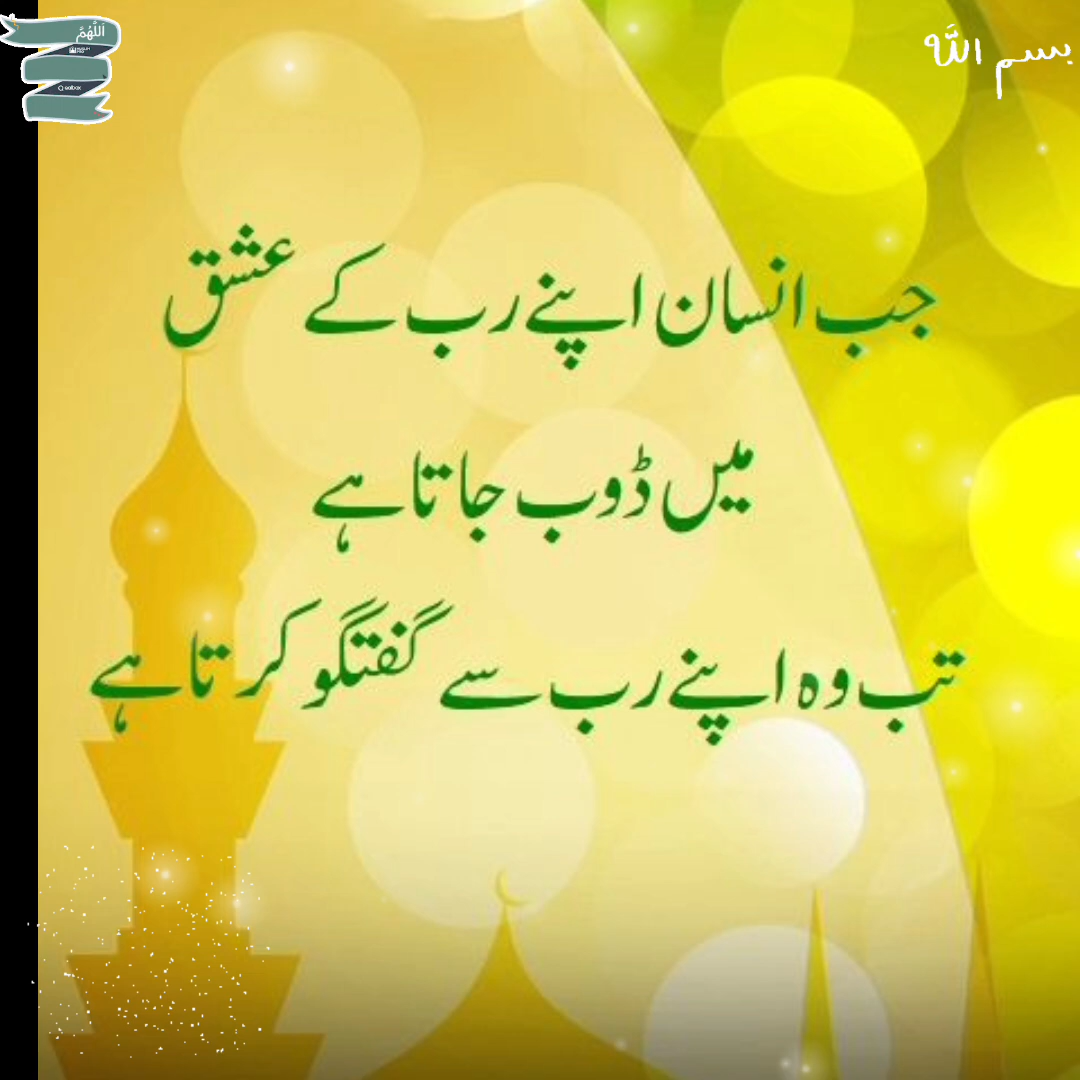 بسم اللّٰه
اَللّٰهُمَّ
جب انسان اپنے رب کے عشق
میں ڈوب جاتا ہے
تب وہ اپنے رب سے گفتگو کرتا ہے